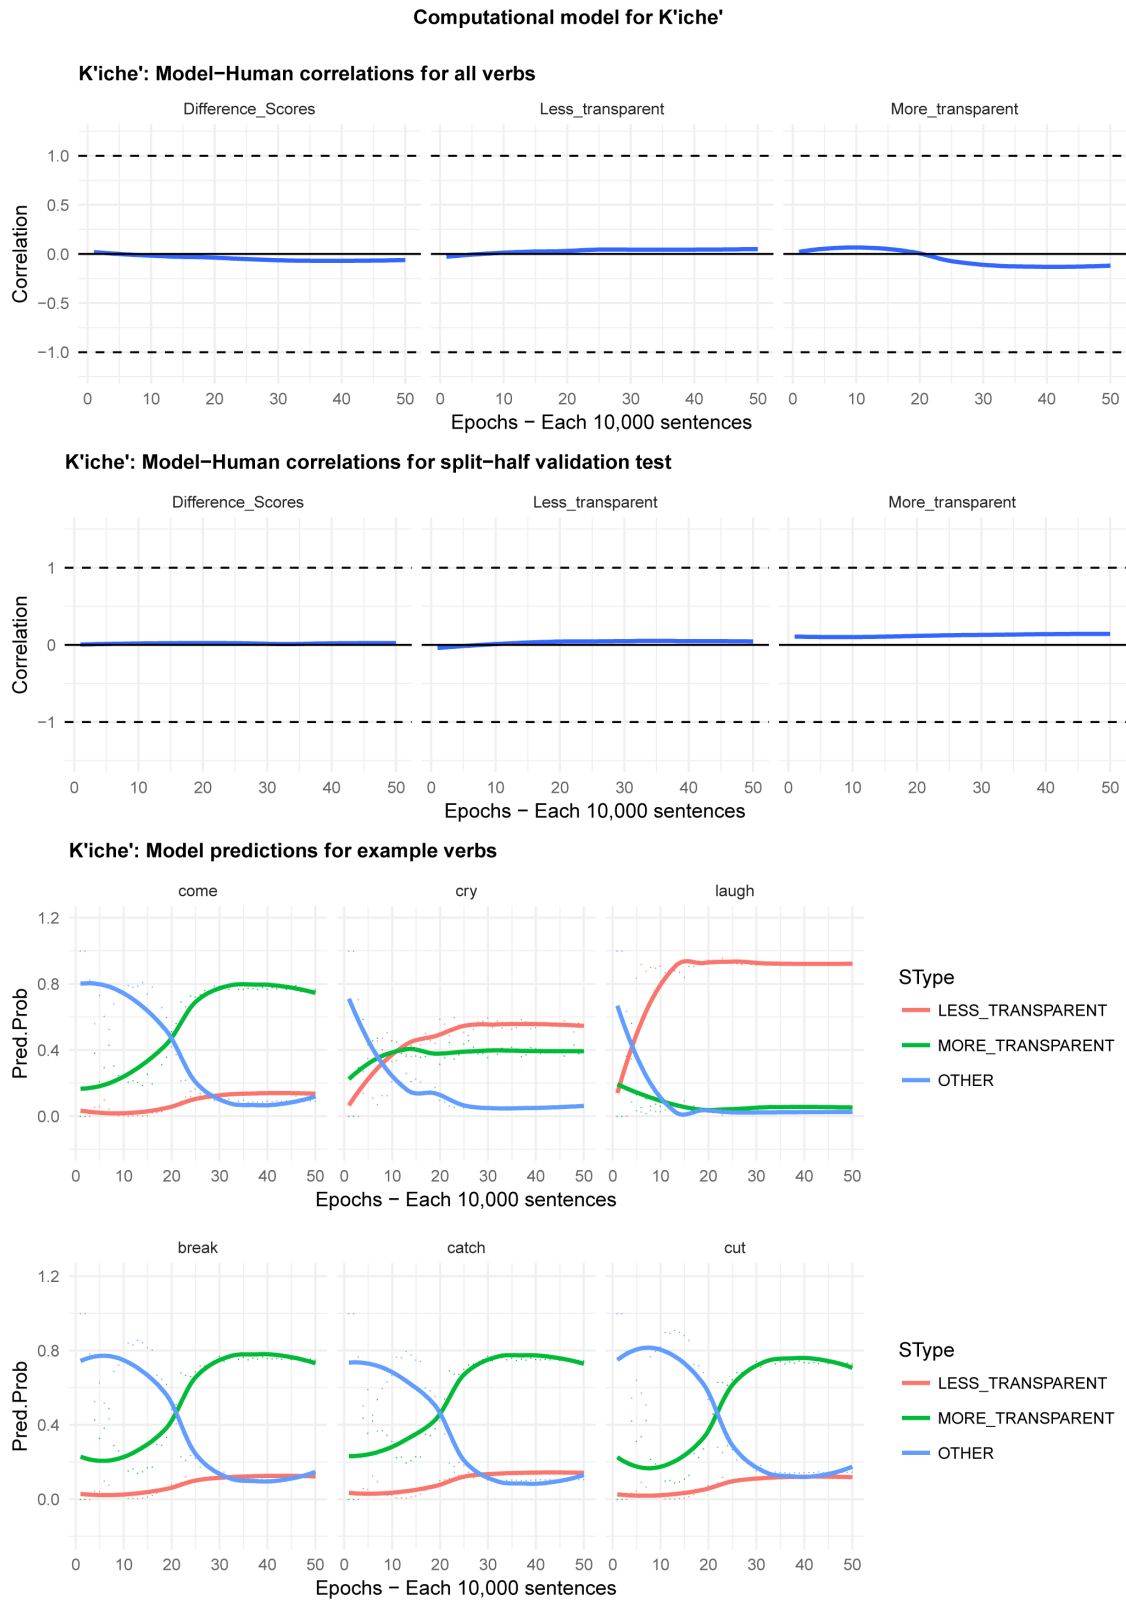 Computational model for K'iche'
K'iche': Model−Human correlations for all verbs
Difference_Scores Less_transparent More_transparent
1.0
0.5
0.0
−0.5
−1.0
Correlation
0 10 20 30 40 50 0 10 20 30 40 50 0 10 20 30 40 50
Epochs − Each 10,000 sentences
K'iche': Model−Human correlations for split−half validation test
Difference_Scores Less_transparent More_transparent
1
0
−1
Correlation
0 10 20 30 40 50 0 10 20 30 40 50 0 10 20 30 40 50
Epochs − Each 10,000 sentences
K'iche': Model predictions for example verbs
come cry laugh
1.2
0.8
0.4
0.0
Pred.Prob
0 10 20 30 40 50 0 10 20 30 40 50 0 10 20 30 40 50
Epochs − Each 10,000 sentences
SType
LESS_TRANSPARENT
MORE_TRANSPARENT
OTHER
break catch cut
1.2
0.8
0.4
0.0
Pred.Prob
0 10 20 30 40 50 0 10 20 30 40 50 0 10 20 30 40 50
Epochs − Each 10,000 sentences
SType
LESS_TRANSPARENT
MORE_TRANSPARENT
OTHER